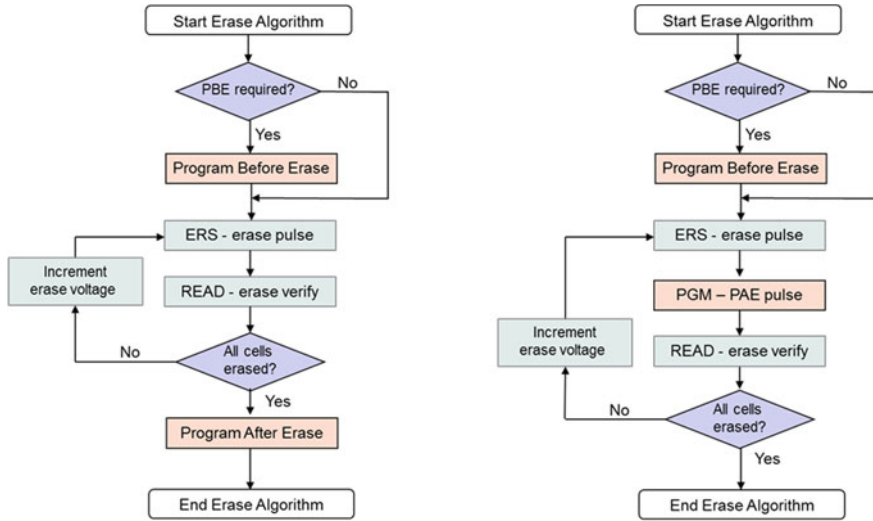 Start Erase Algorithm
PBE required?
No
Yes
Program Before Erase
ERS - erase pulse
Increment
erase voltage
READ - erase verify
No
All cells
erased?
Yes
Program After Erase
End Erase Algorithm
Start Erase Algorithm
PBE required?
No
Yes
Program Before Erase
ERS - erase pulse
PGM – PAE pulse
Increment
erase voltage
READ - erase verify
No
All cells
erased?
Yes
End Erase Algorithm